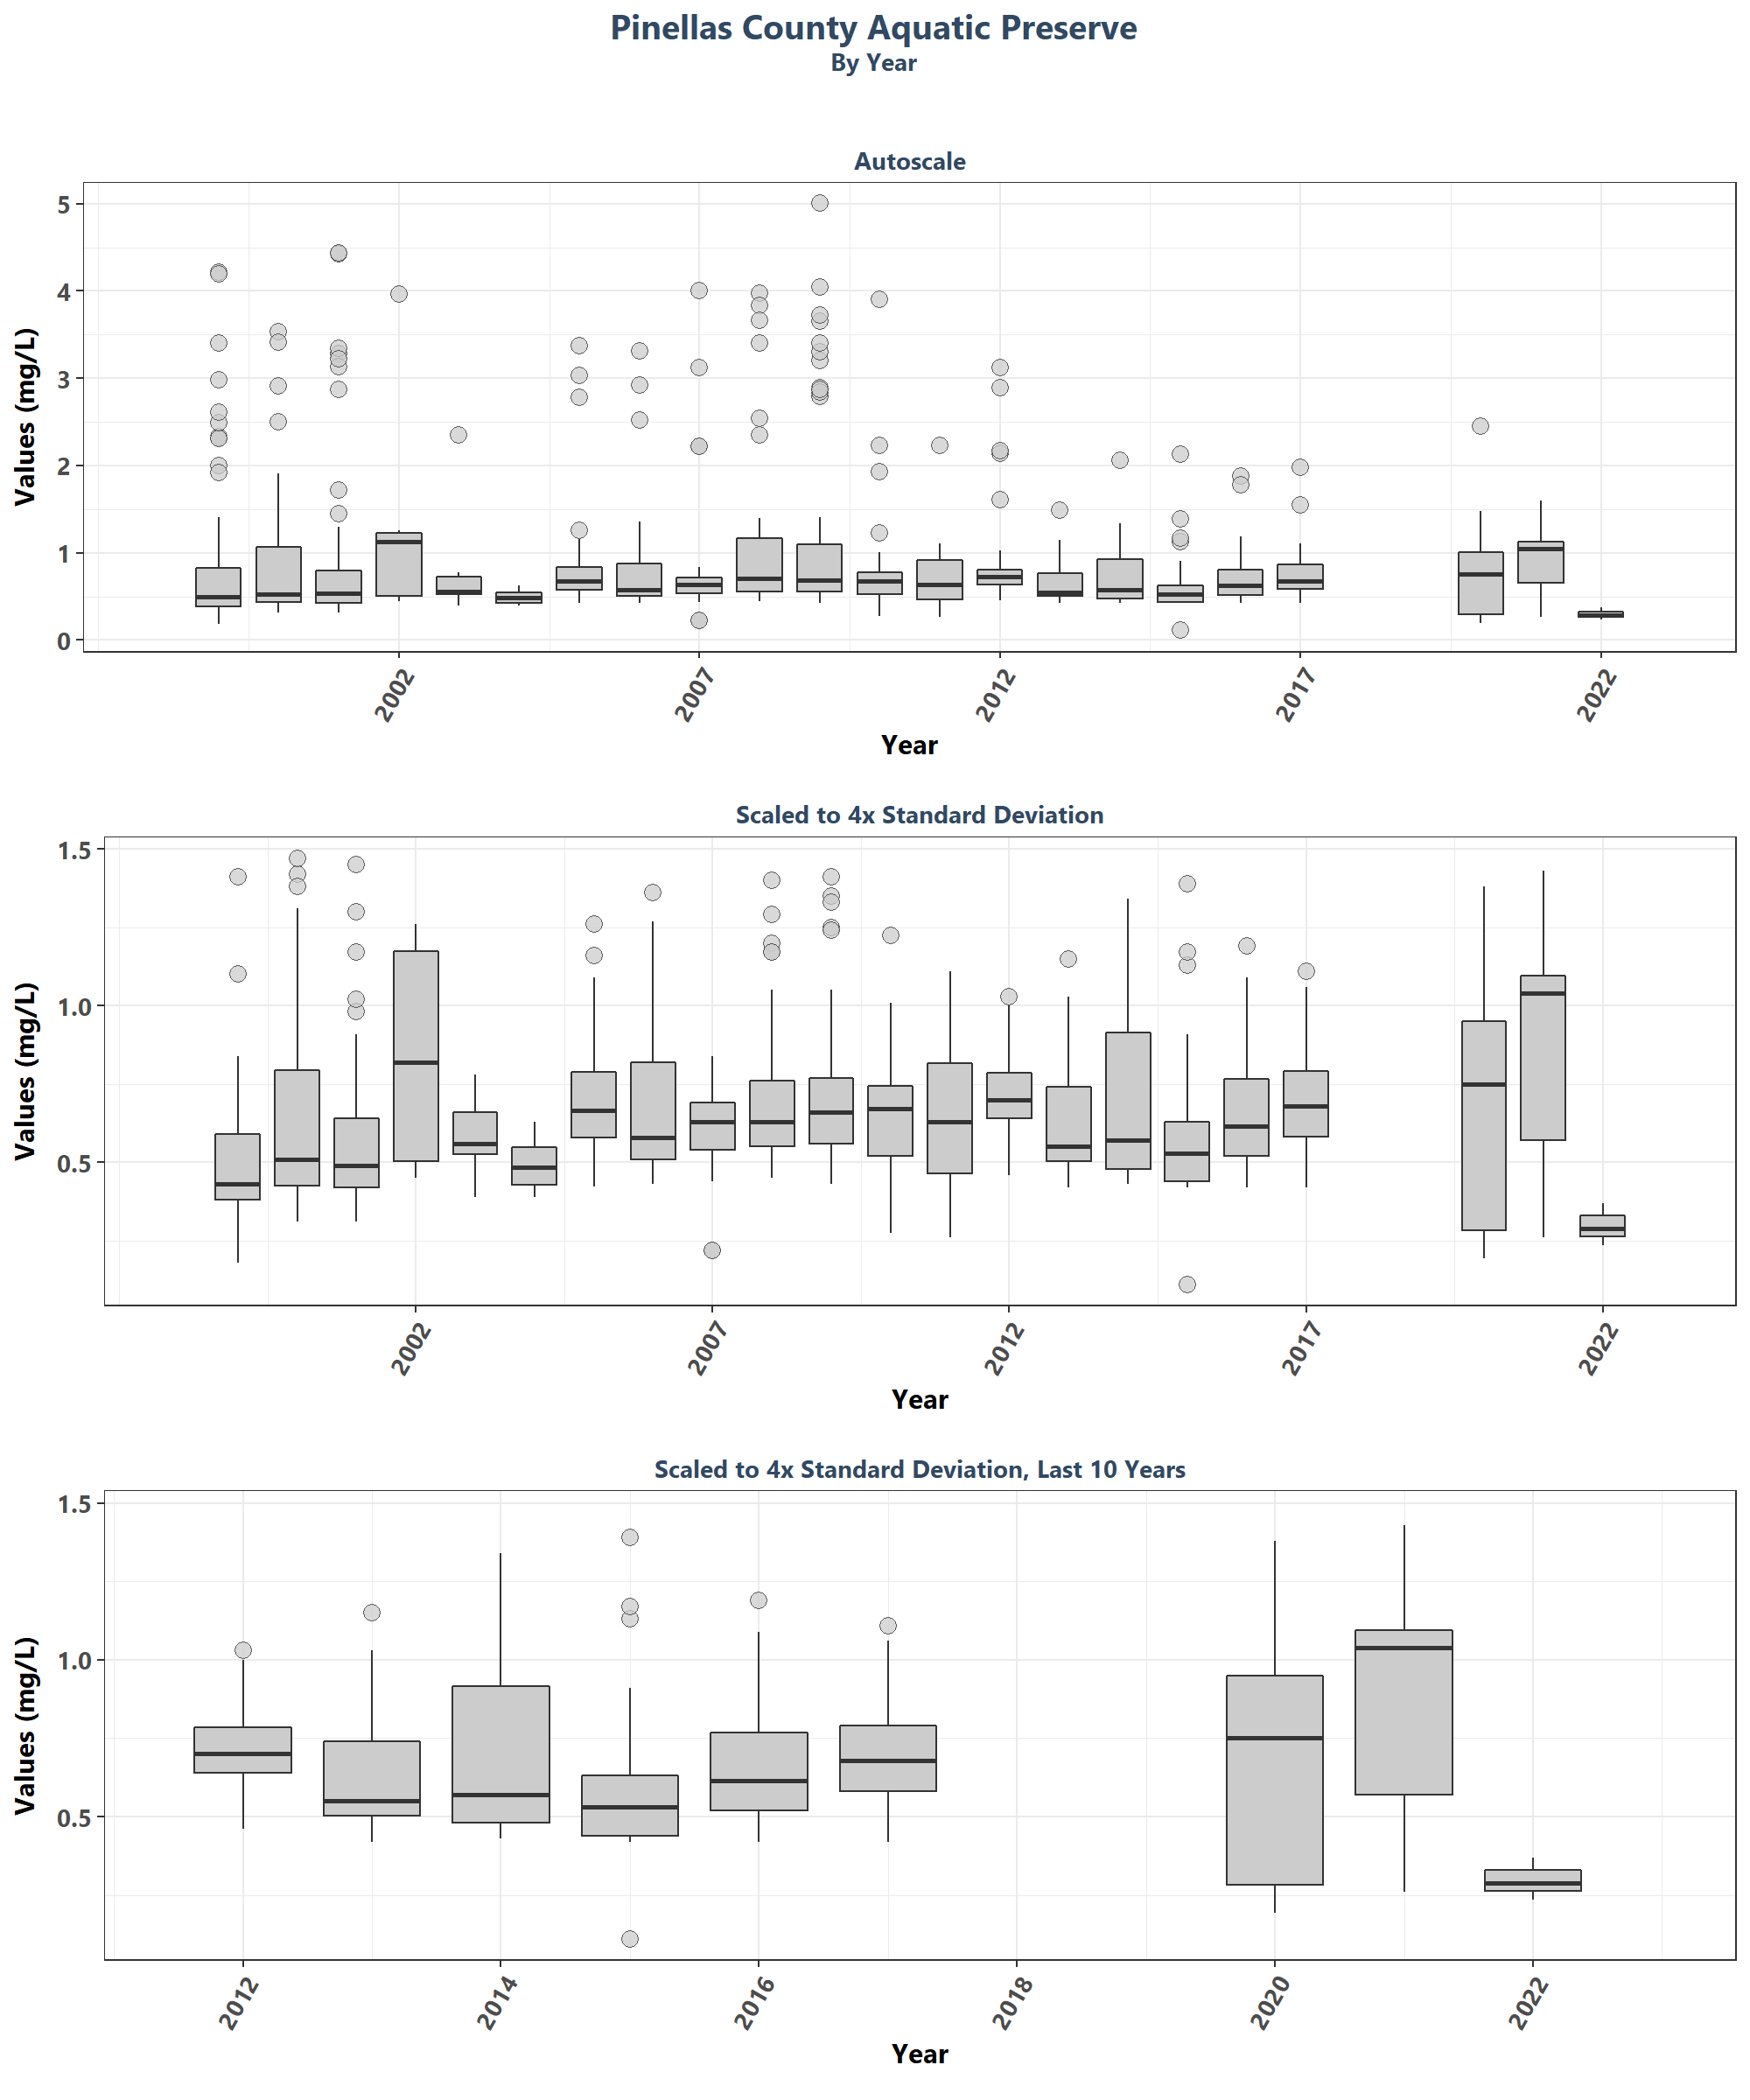 Pinellas County Aquatic Preserve
By Year
Autoscale
Values (mg/L)
5
4
3
2
1
0
2002 2007 2012 2017 2022
Year
Scaled to 4x Standard Deviation
Values (mg/L)
1.5
1.0
0.5
2002 2007 2012 2017 2022
Year
Scaled to 4x Standard Deviation, Last 10 Years
Values (mg/L)
1.5
1.0
0.5
2012 2014 2016 2018 2020 2022
Year